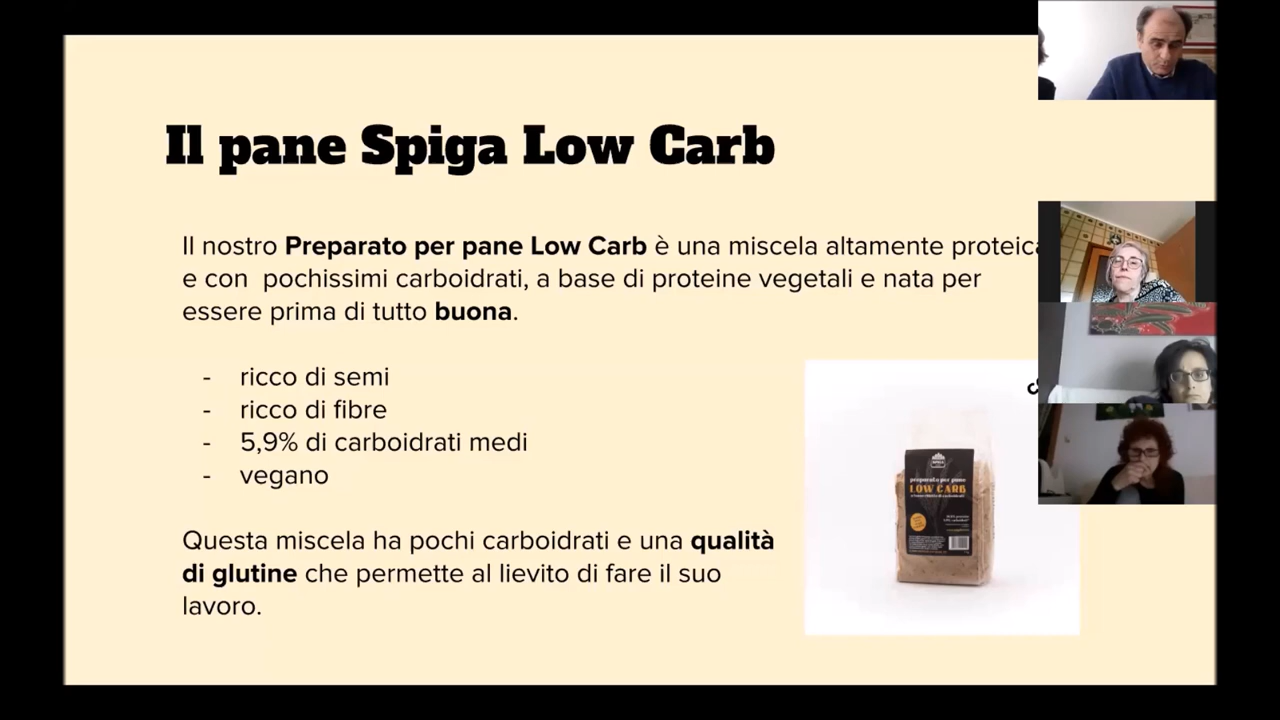 Il pane Spiga Low Carb
Il nostro Preparato per pane Low Carb è una miscela altamente proteica
e con  pochissimi carboidrati, a base di proteine vegetali e nata per
essere prima di tutto buona.
- ricco di semi
- ricco di fibre
- 5,9% di carboidrati medi
- vegano
Questa miscela ha pochi carboidrati e una qualità
di glutine che permette al lievito di fare il suo
lavoro.
preparato per pane
LOW CARB